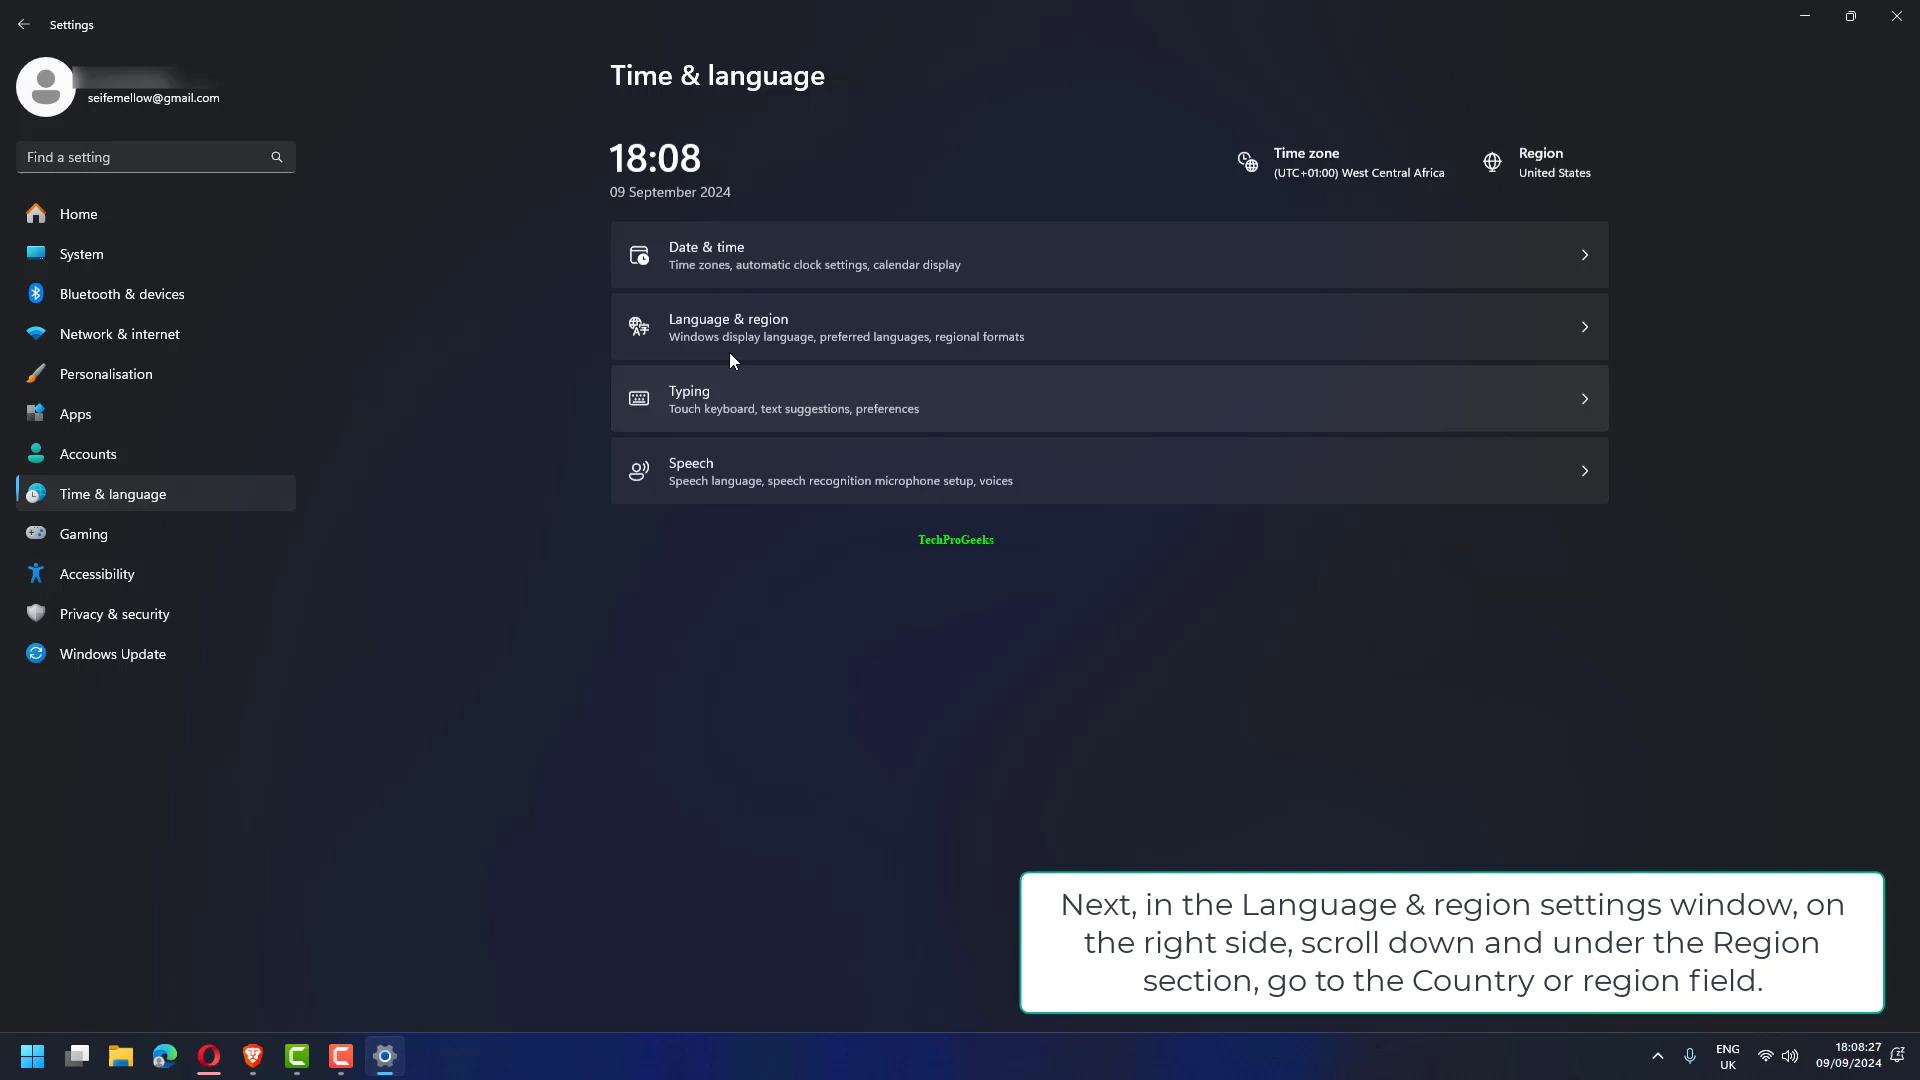 Settings
seifemellow@gmail.com
Find a setting
Home
System
Bluetooth & devices
Network & internet
Personalisation
Apps
Accounts
Time & language
Gaming
Accessibility
Privacy & security
Windows Update
Time & language
18:08
09 September 2024
Time zone
(UTC+01:00) West Central Africa
Region
United States
Date & time
Time zones, automatic clock settings, calendar display
Language & region
Windows display language, preferred languages, regional formats
Typing
Touch keyboard, text suggestions, preferences
Speech
Speech language, speech recognition microphone setup, voices
TechProGeeks
Next, in the Language & region settings window, on
the right side, scroll down and under the Region
section, go to the Country or region field.
ENG
UK
18:08:27
09/09/2024